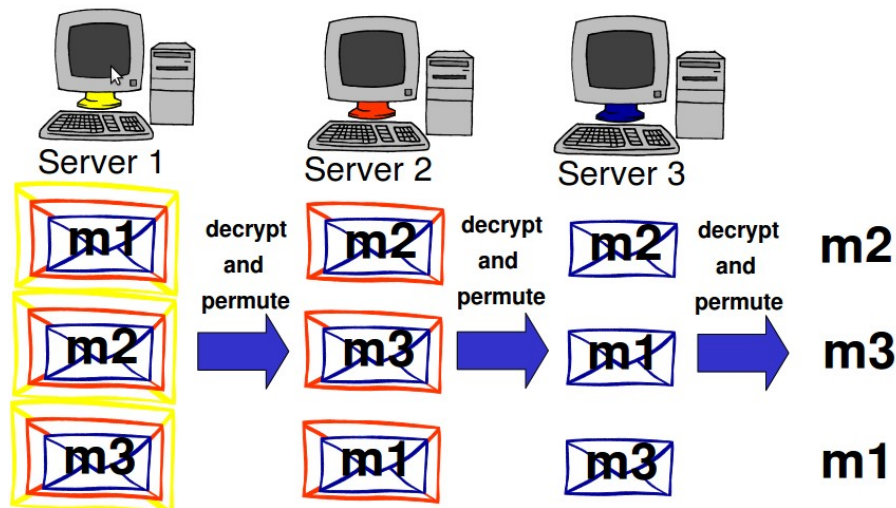 Server 1
Server 2
Server 3
m1
decrypt
and
permute
m2
decrypt
and
permute
m2
decrypt
and
permute
m2
m2
m3
m1
m3
m3
m1
m3
m1